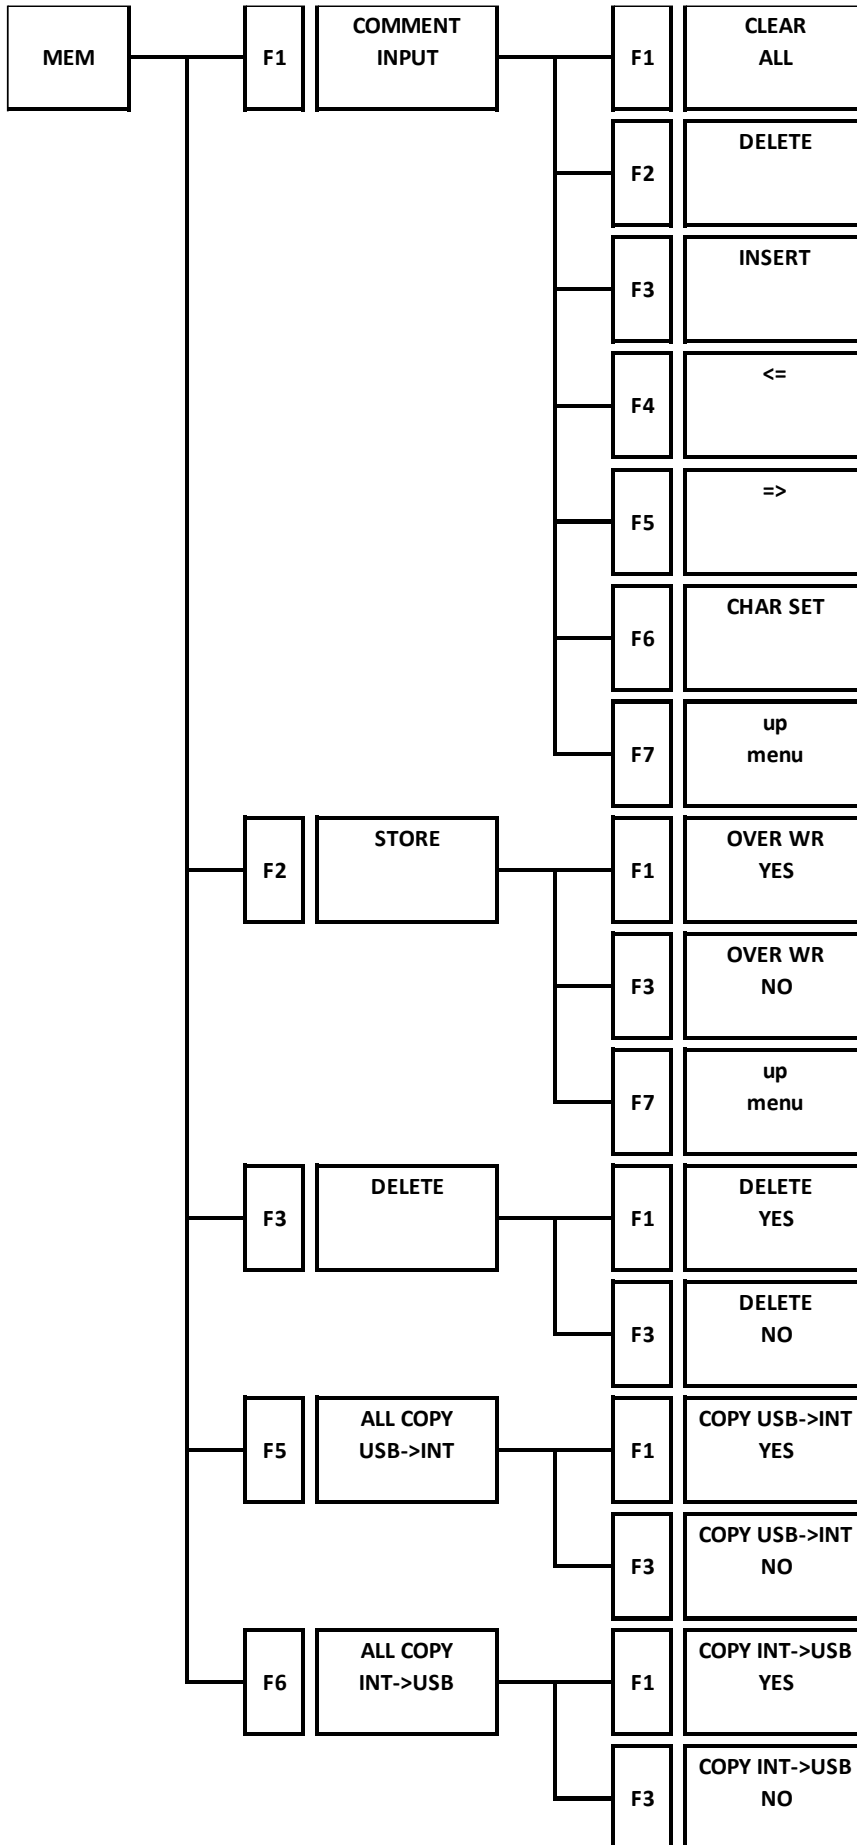 MEM
F1
COMMENT
INPUT
F1
CLEAR
ALL
F2
DELETE
F3
INSERT
F4
<=
F5
=>
F6
CHAR SET
F7
up
menu
F2
STORE
F1
OVER WR
YES
F3
OVER WR
NO
F7
up
menu
F3
DELETE
F1
DELETE
YES
F3
DELETE
NO
F5
ALL COPY
USB->INT
F1
COPY USB->INT
YES
F3
COPY USB->INT
NO
F6
ALL COPY
INT->USB
F1
COPY INT->USB
YES
F3
COPY INT->USB
NO